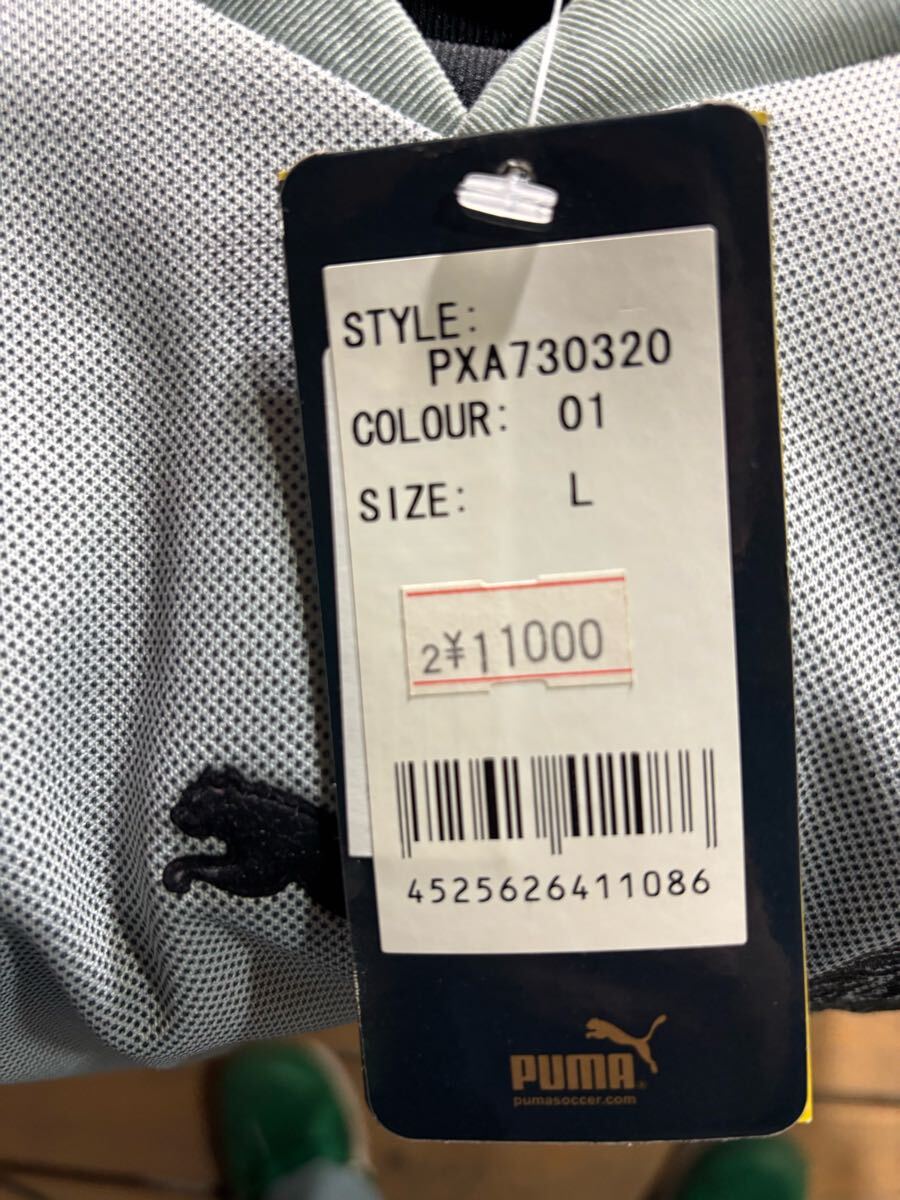 STYLE:
PXA730320
COLOUR: 01
SIZE: L
2¥11000
4525626411086
PUMA®
pumasoccer.com